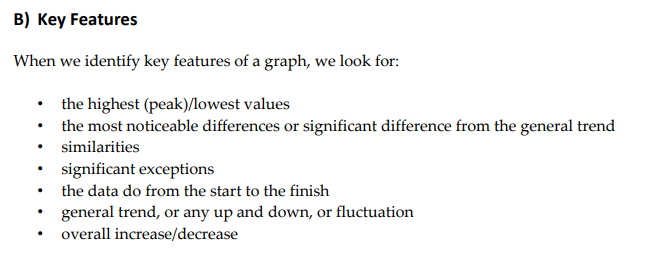 B) Key Features
When we identify key features of a graph, we look for:
• the highest (peak)/lowest values
• the most noticeable differences or significant difference from the general trend
• similarities
• significant exceptions
• the data do from the start to the finish
• general trend, or any up and down, or fluctuation
• overall increase/decrease